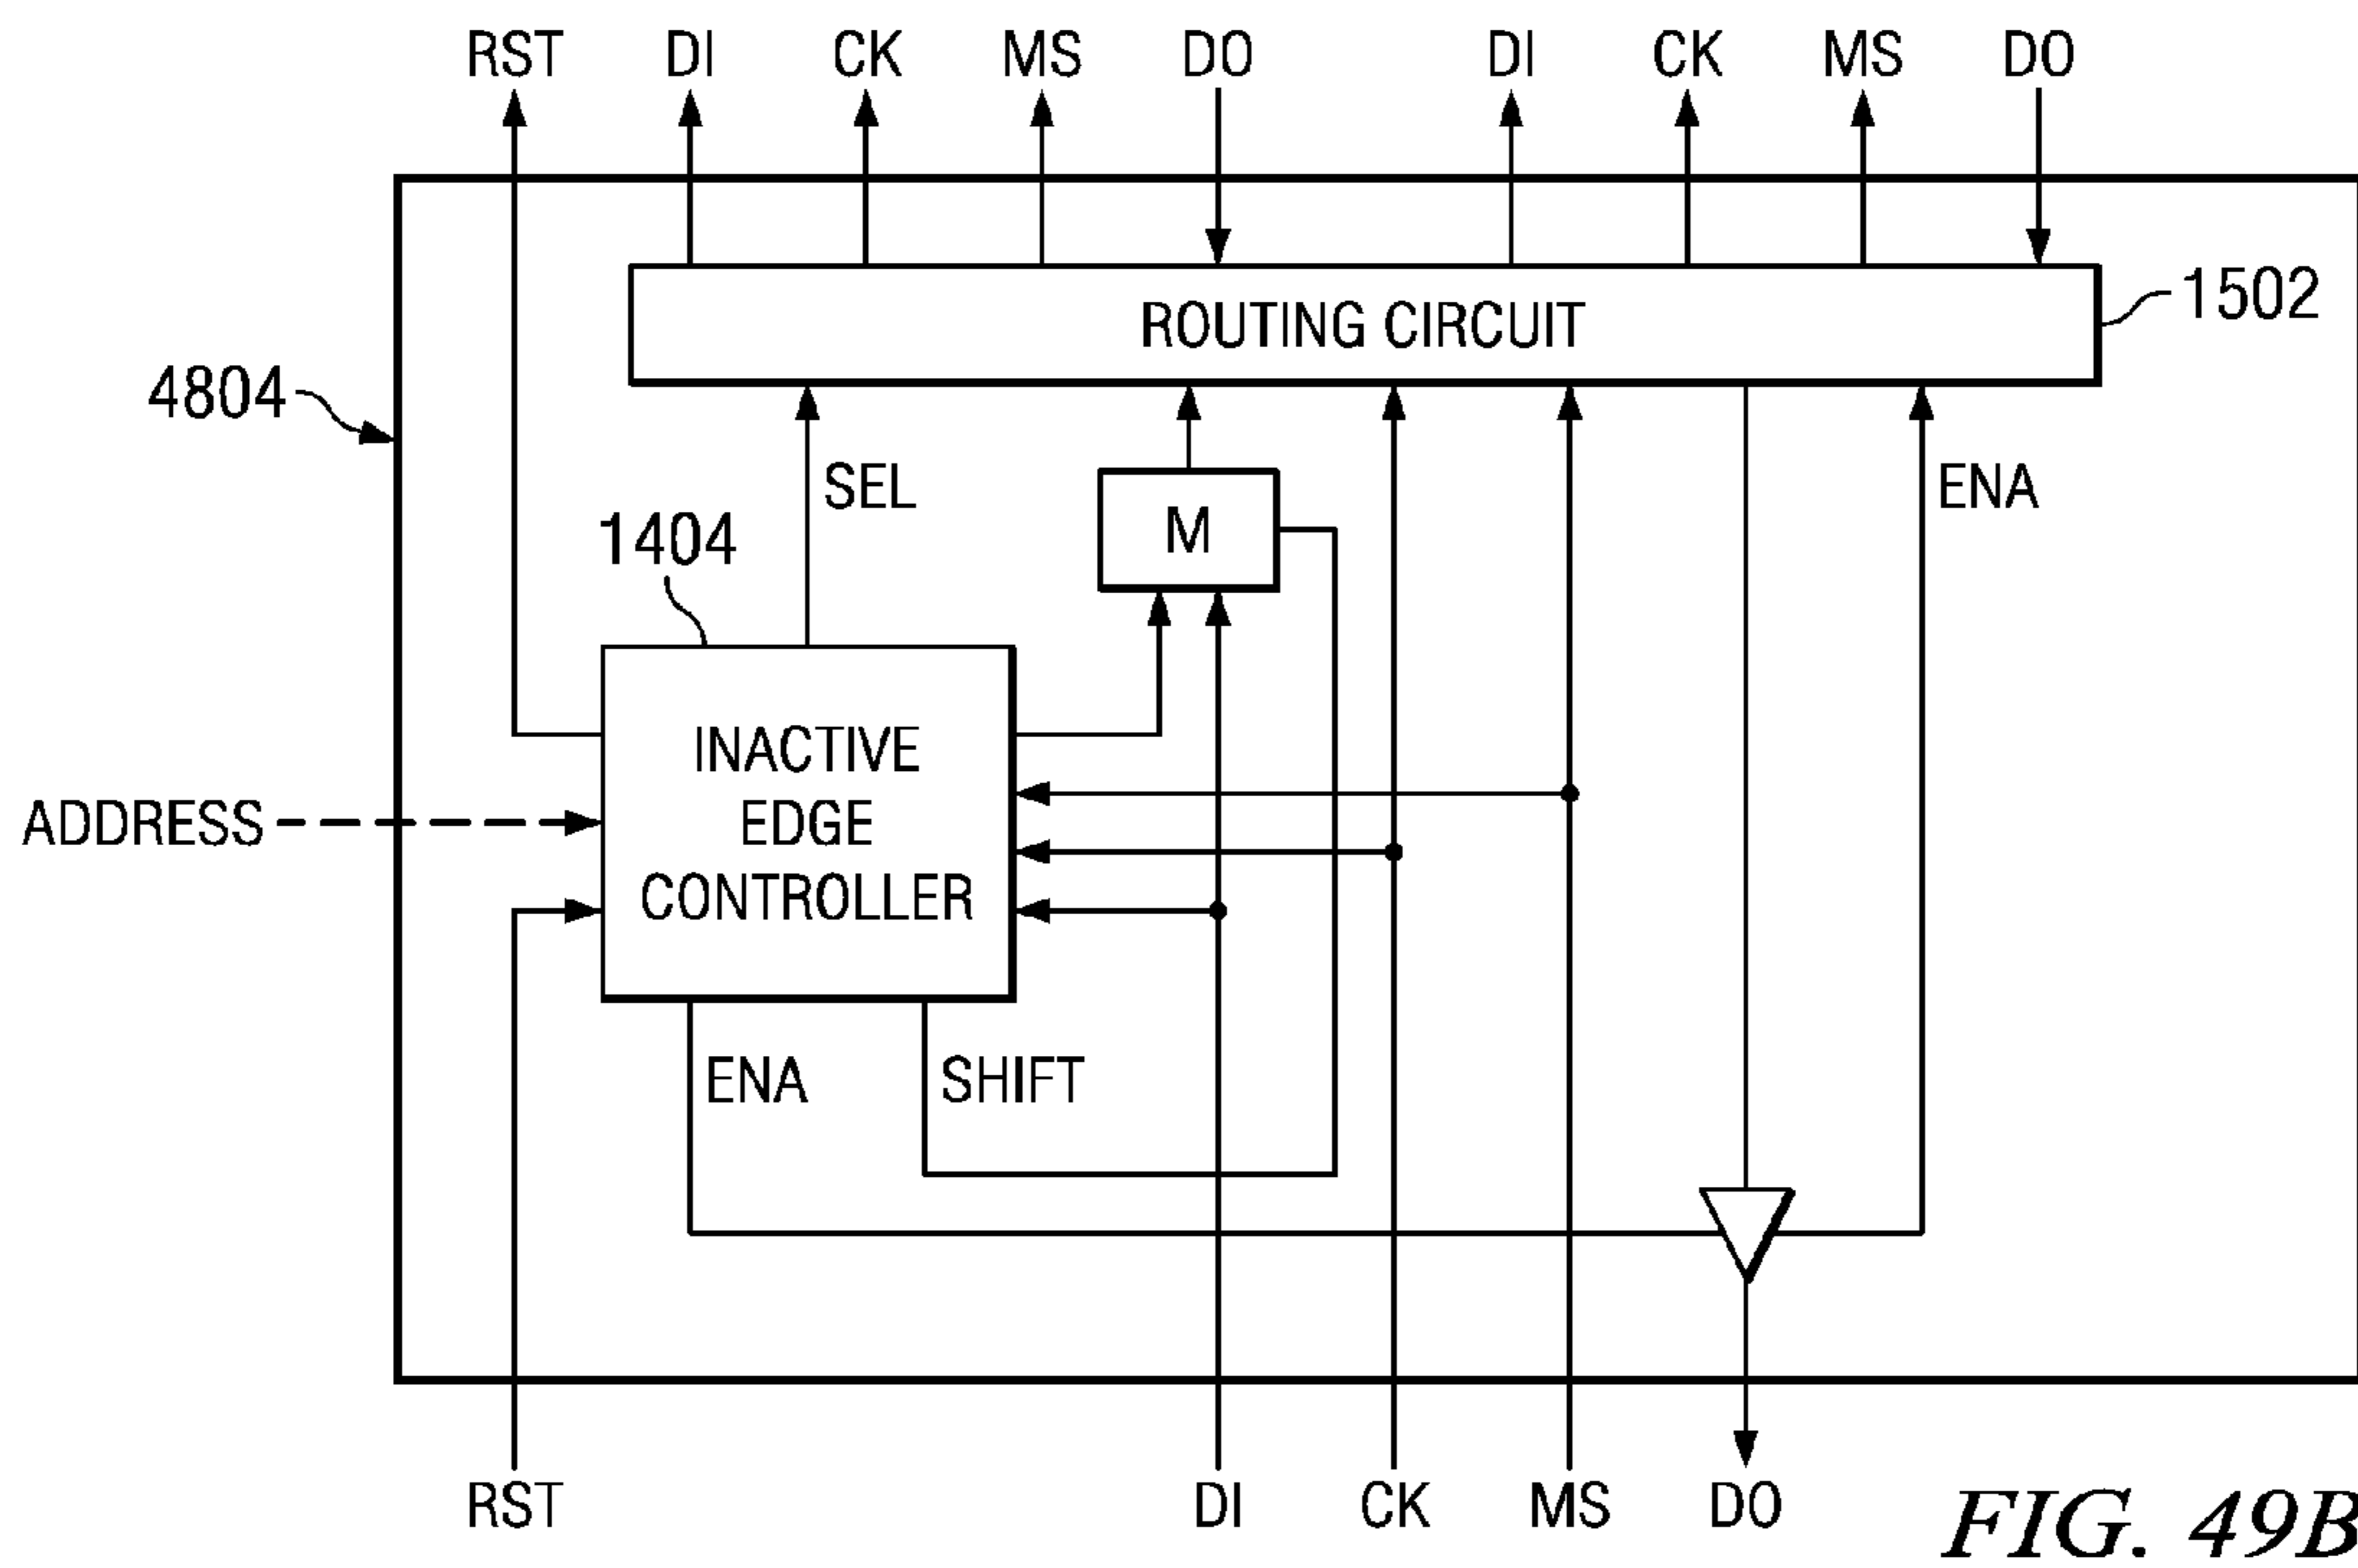 RST DI CK MS DO DI CK MS DO
ROUTING CIRCUIT
1502
4804
SEL
M
ENA
1404
INACTIVE
EDGE
CONTROLLER
ADDRESS
ENA
SHIFT
RST DI CK MS DO
FIG. 49B